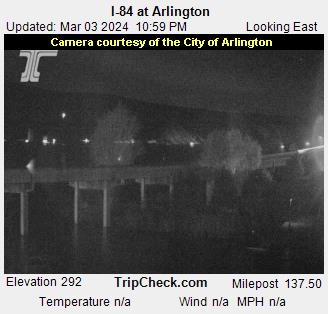 I-84 at Arlington
Updated: Mar 03 2024 10:59 PM Looking East
Camera courtesy of the City of Arlington
Elevation 292 TripCheck.com Milepost 137.50
Temperature n/a Wind n/a MPH n/a